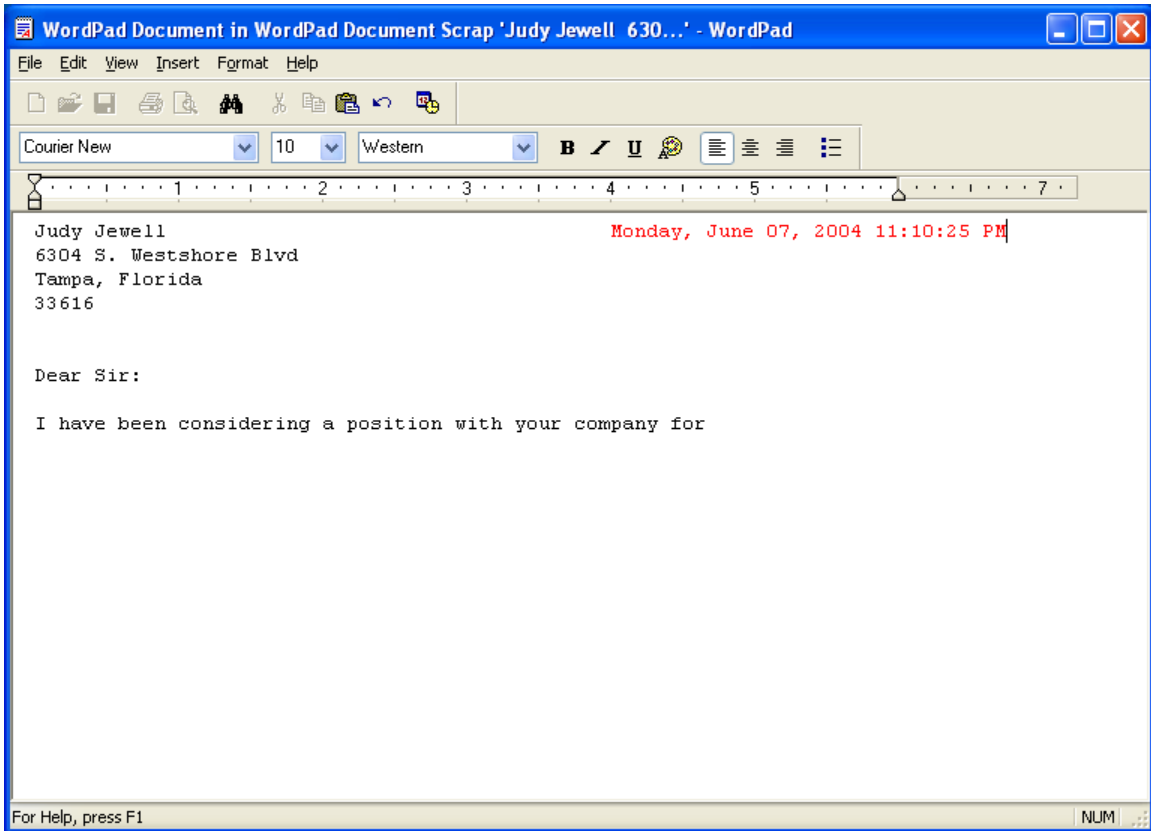 WordPad Document in WordPad Document Scrap 'Judy Jewell  630...' - WordPad
File Edit View Insert Format Help
Courier New 10 Western B I U
1 2 3 4 5 7
Judy Jewell Monday, June 07, 2004 11:10:25 PM
6304 S. Westshore Blvd
Tampa, Florida
33616
Dear Sir:
I have been considering a position with your company for
For Help, press F1 NUM